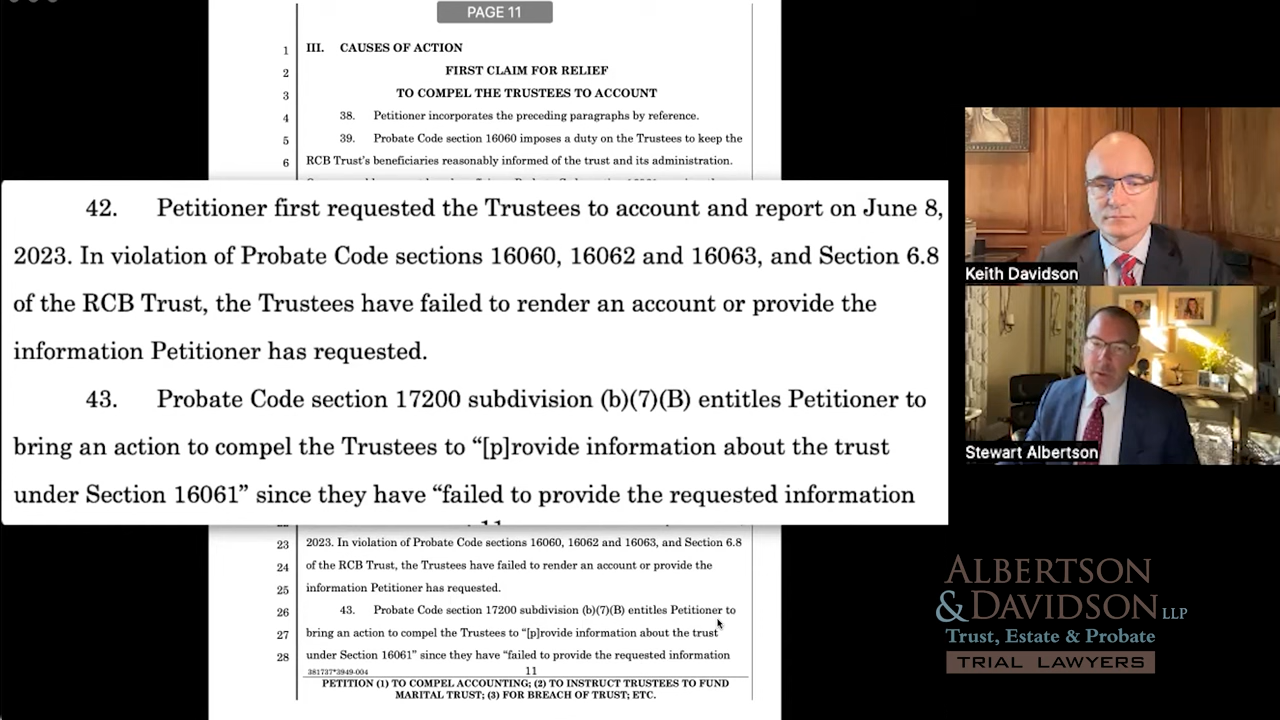 PAGE 11
1 III. CAUSES OF ACTION
2 FIRST CLAIM FOR RELIEF
3 TO COMPEL THE TRUSTEES TO ACCOUNT
4 38. Petitioner incorporates the preceding paragraphs by reference.
5 39. Probate Code section 16060 imposes a duty on the Trustees to keep the
6 RCB Trust's beneficiaries reasonably informed of the trust and its administration.
42. Petitioner first requested the Trustees to account and report on June 8,
2023. In violation of Probate Code sections 16060, 16062 and 16063, and Section 6.8
of the RCB Trust, the Trustees have failed to render an account or provide the
information Petitioner has requested.
43. Probate Code section 17200 subdivision (b)(7)(B) entitles Petitioner to
bring an action to compel the Trustees to “[p]rovide information about the trust
under Section 16061” since they have “failed to provide the requested information
23 2023. In violation of Probate Code sections 16060, 16062 and 16063, and Section 6.8
24 of the RCB Trust, the Trustees have failed to render an account or provide the
25 information Petitioner has requested.
26 43. Probate Code section 17200 subdivision (b)(7)(B) entitles Petitioner to
27 bring an action to compel the Trustees to “[p]rovide information about the trust
28 under Section 16061” since they have “failed to provide the requested information
381737*3949-004 11
PETITION (1) TO COMPEL ACCOUNTING; (2) TO INSTRUCT TRUSTEES TO FUND
MARITAL TRUST; (3) FOR BREACH OF TRUST; ETC.
Keith Davidson
Stewart Albertson
ALBERTSON
& DAVIDSON LLP
Trust, Estate & Probate
TRIAL LAWYERS